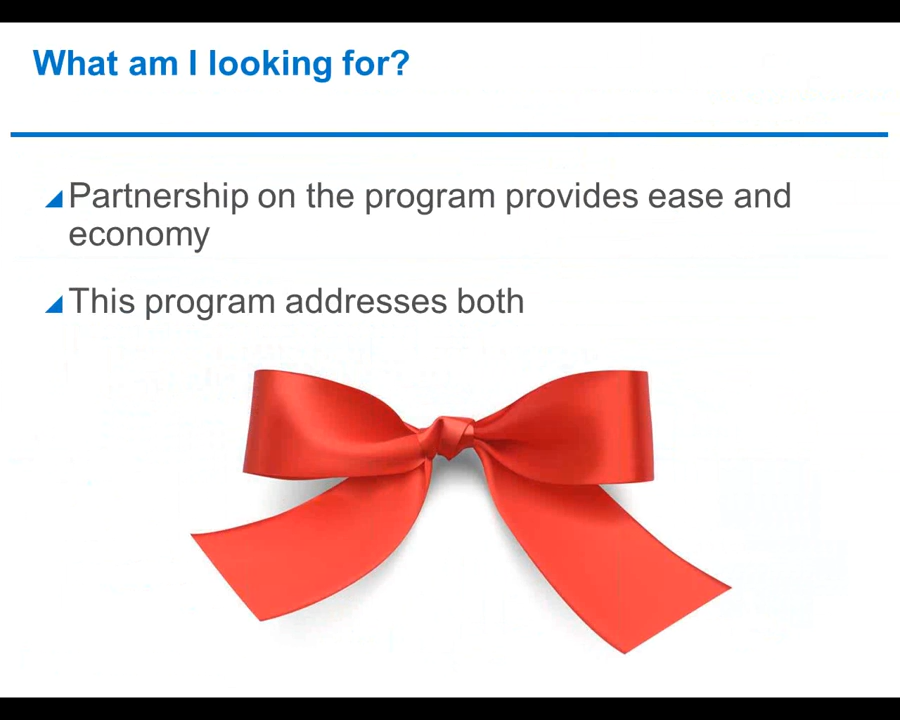 What am I looking for?
Partnership on the program provides ease and
economy
This program addresses both